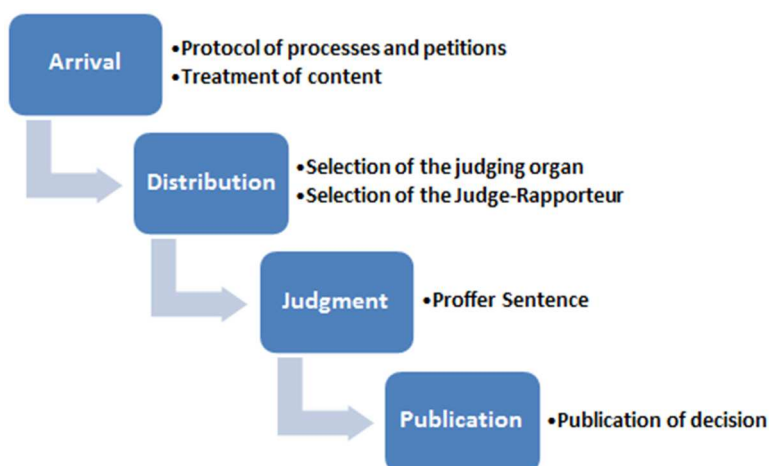 Arrival
•Protocol of processes and petitions
•Treatment of content
Distribution
•Selection of the judging organ
•Selection of the Judge-Rapporteur
Judgment
•Proffer Sentence
Publication
•Publication of decision